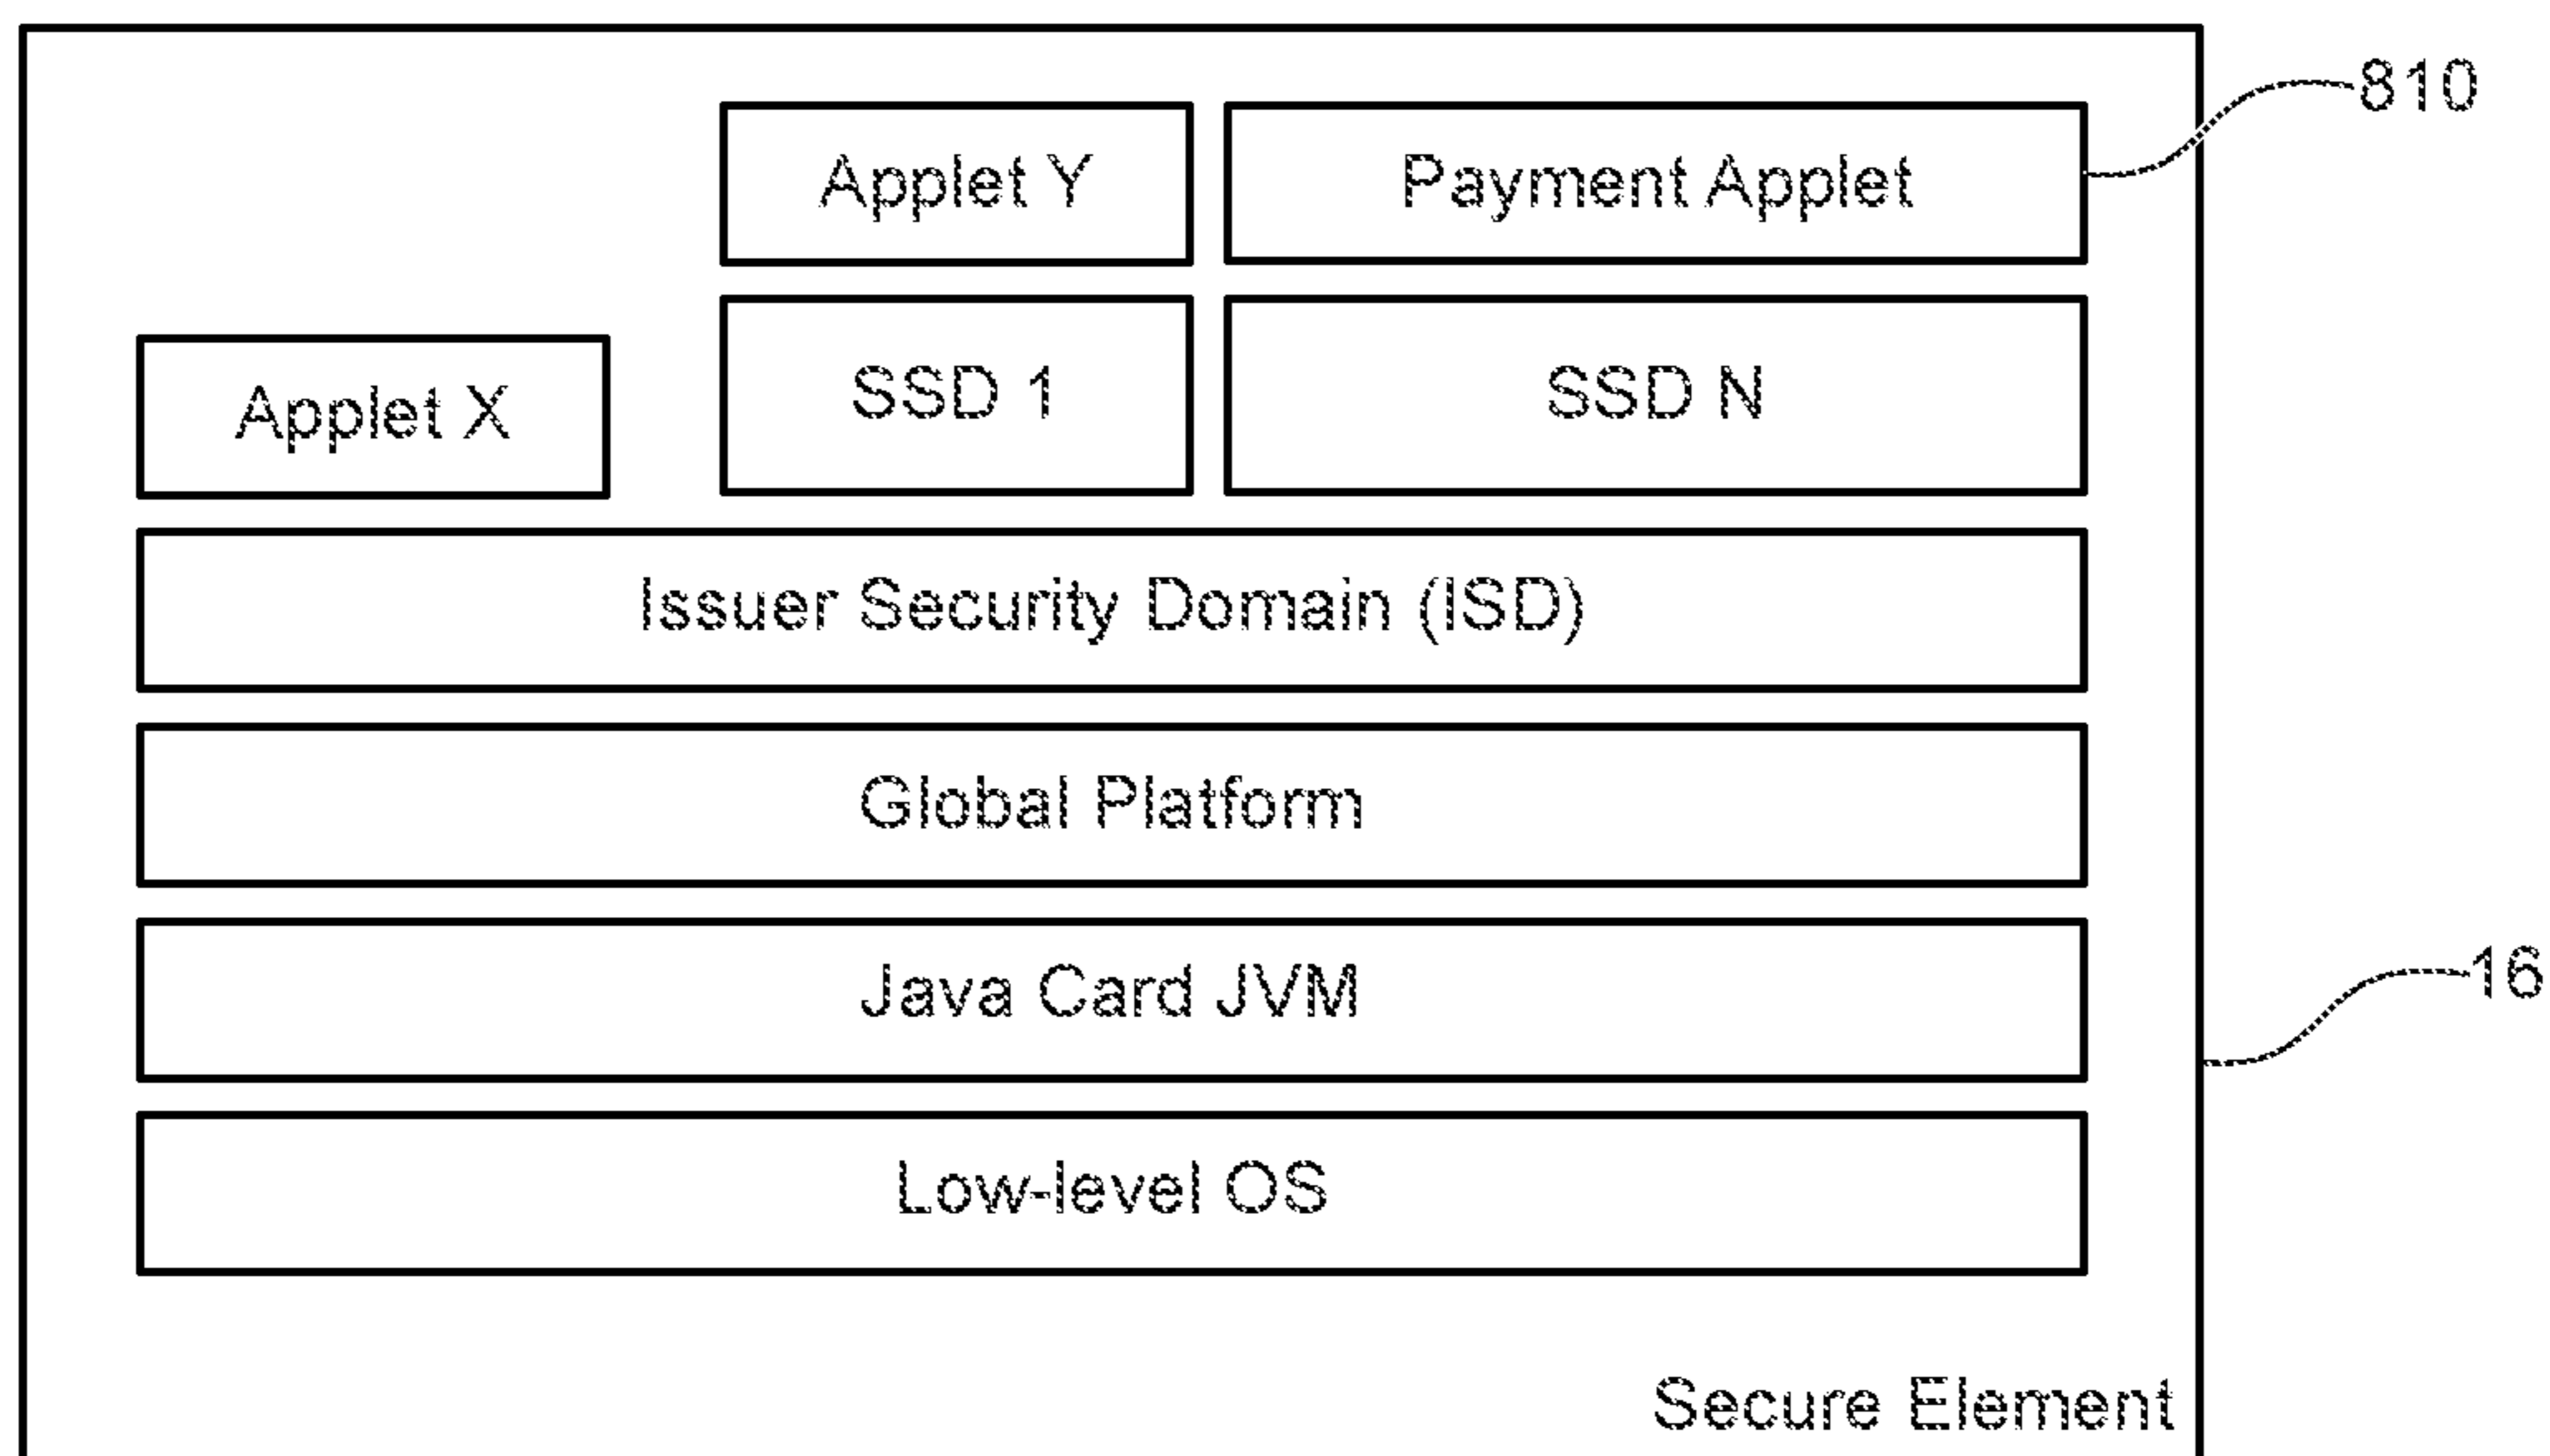 810
Applet Y
Payment Applet
SSD 1
SSD N
Applet X
Issuer Security Domain (ISD)
Global Platform
Java Card JVM
16
Low-level OS
Secure Element